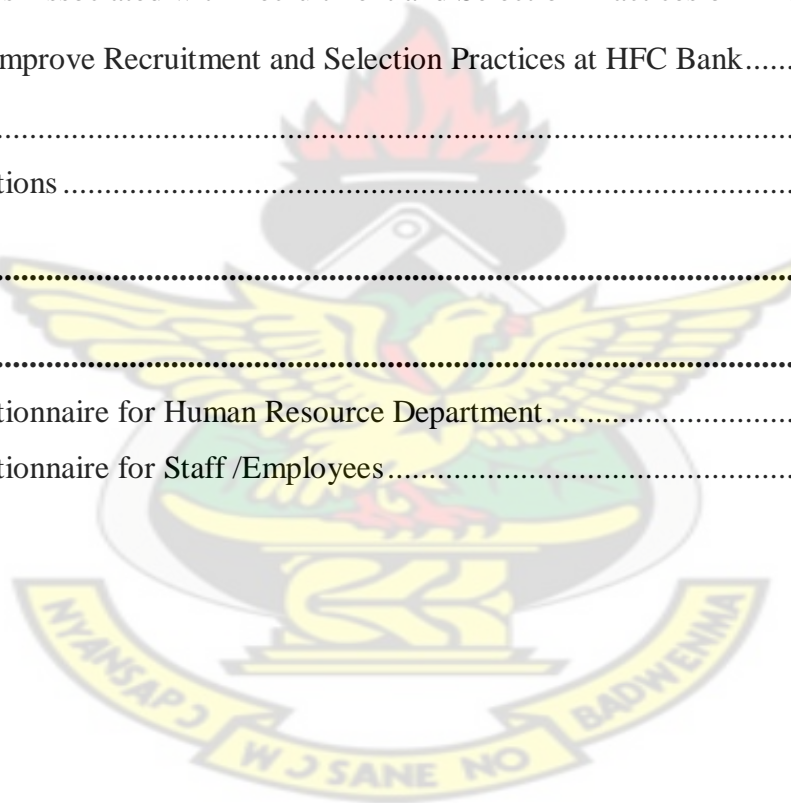 mprove Recruitment and Selection Practices at HFC Bank......
................................................................................
tions .........................................................................
................................................................................
................................................................................
tionnaire for Human Resource Department.........................
tionnaire for Staff /Employees.........................................
NYANSAPƆ WƆSANE NO BADWENMA